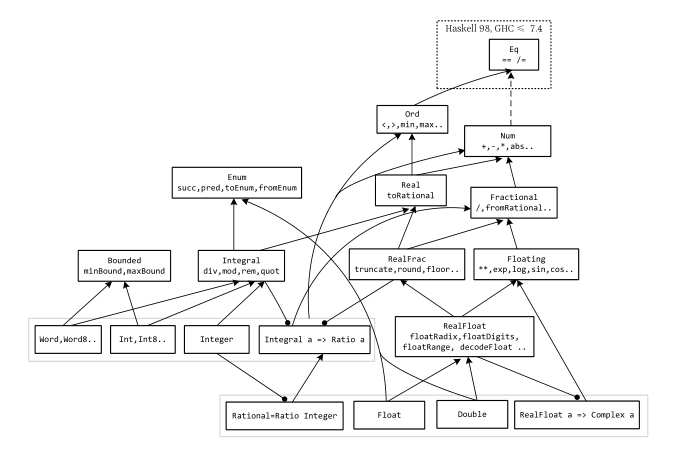 Haskell 98, GHC ⩽ 7.4
Eq
== /=
Ord
<,>,min,max..
Num
+,-,*,abs..
Enum
succ,pred,toEnum,fromEnum
Real
toRational
Fractional
/,fromRational..
Bounded
minBound,maxBound
Integral
div,mod,rem,quot
RealFrac
truncate,round,floor..
Floating
**,exp,log,sin,cos..
Word,Word8..
Int,Int8..
Integer
Integral a => Ratio a
RealFloat
floatRadix,floatDigits,
floatRange, decodeFloat ..
Rational=Ratio Integer
Float
Double
RealFloat a => Complex a